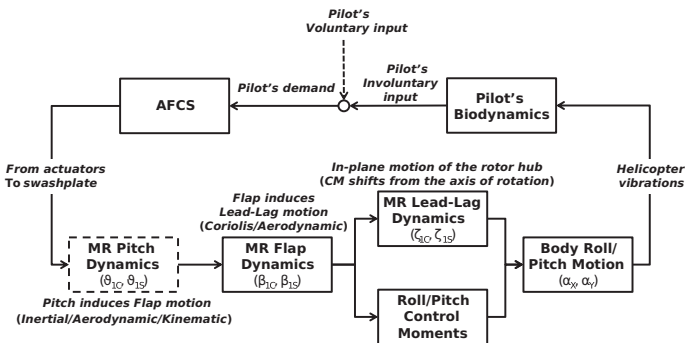 Pilot's
Voluntary input
Pilot's
Involuntary
input
Pilot's demand
AFCS
Pilot's
Biodynamics
From actuators
To swashplate
In-plane motion of the rotor hub
(CM shifts from the axis of rotation)
Helicopter
vibrations
Flap induces
Lead-Lag motion
(Coriolis/Aerodynamic)
MR Lead-Lag
Dynamics
(ζ1C, ζ1S)
MR Pitch
Dynamics
(ϑ1C, ϑ1S)
MR Flap
Dynamics
(β1C, β1S)
Body Roll/
Pitch Motion
(αX, αY)
Pitch induces Flap motion
(Inertial/Aerodynamic/Kinematic)
Roll/Pitch
Control
Moments